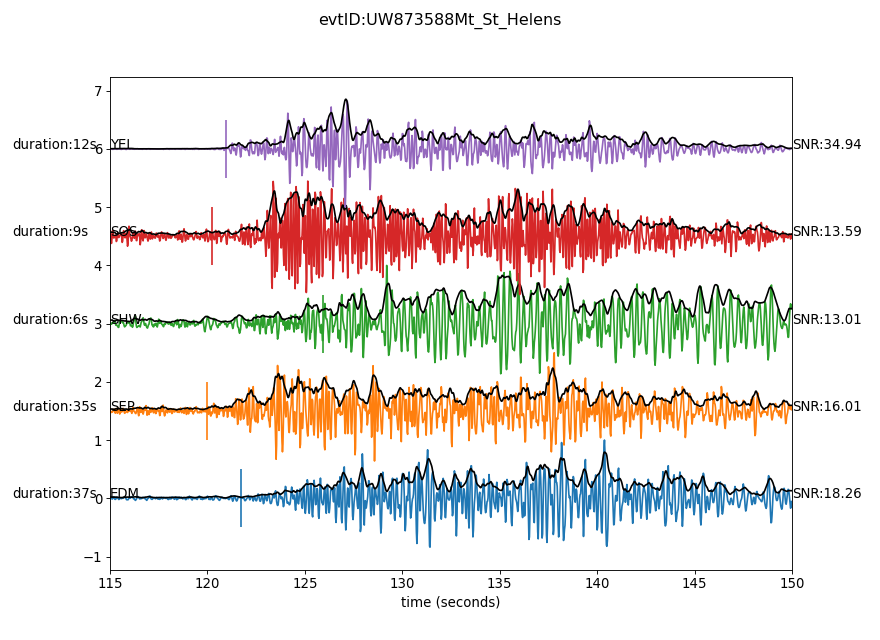 evtID:UW873588Mt_St_Helens
7
duration:12s YEL 6 SNR:34.94
5
duration:9s SOS SNR:13.59
4
duration:6s SHW 3 SNR:13.01
2
duration:35s SEP SNR:16.01
1
duration:37s EDM 0 SNR:18.26
−1
115 120 125 130 135 140 145 150
time (seconds)